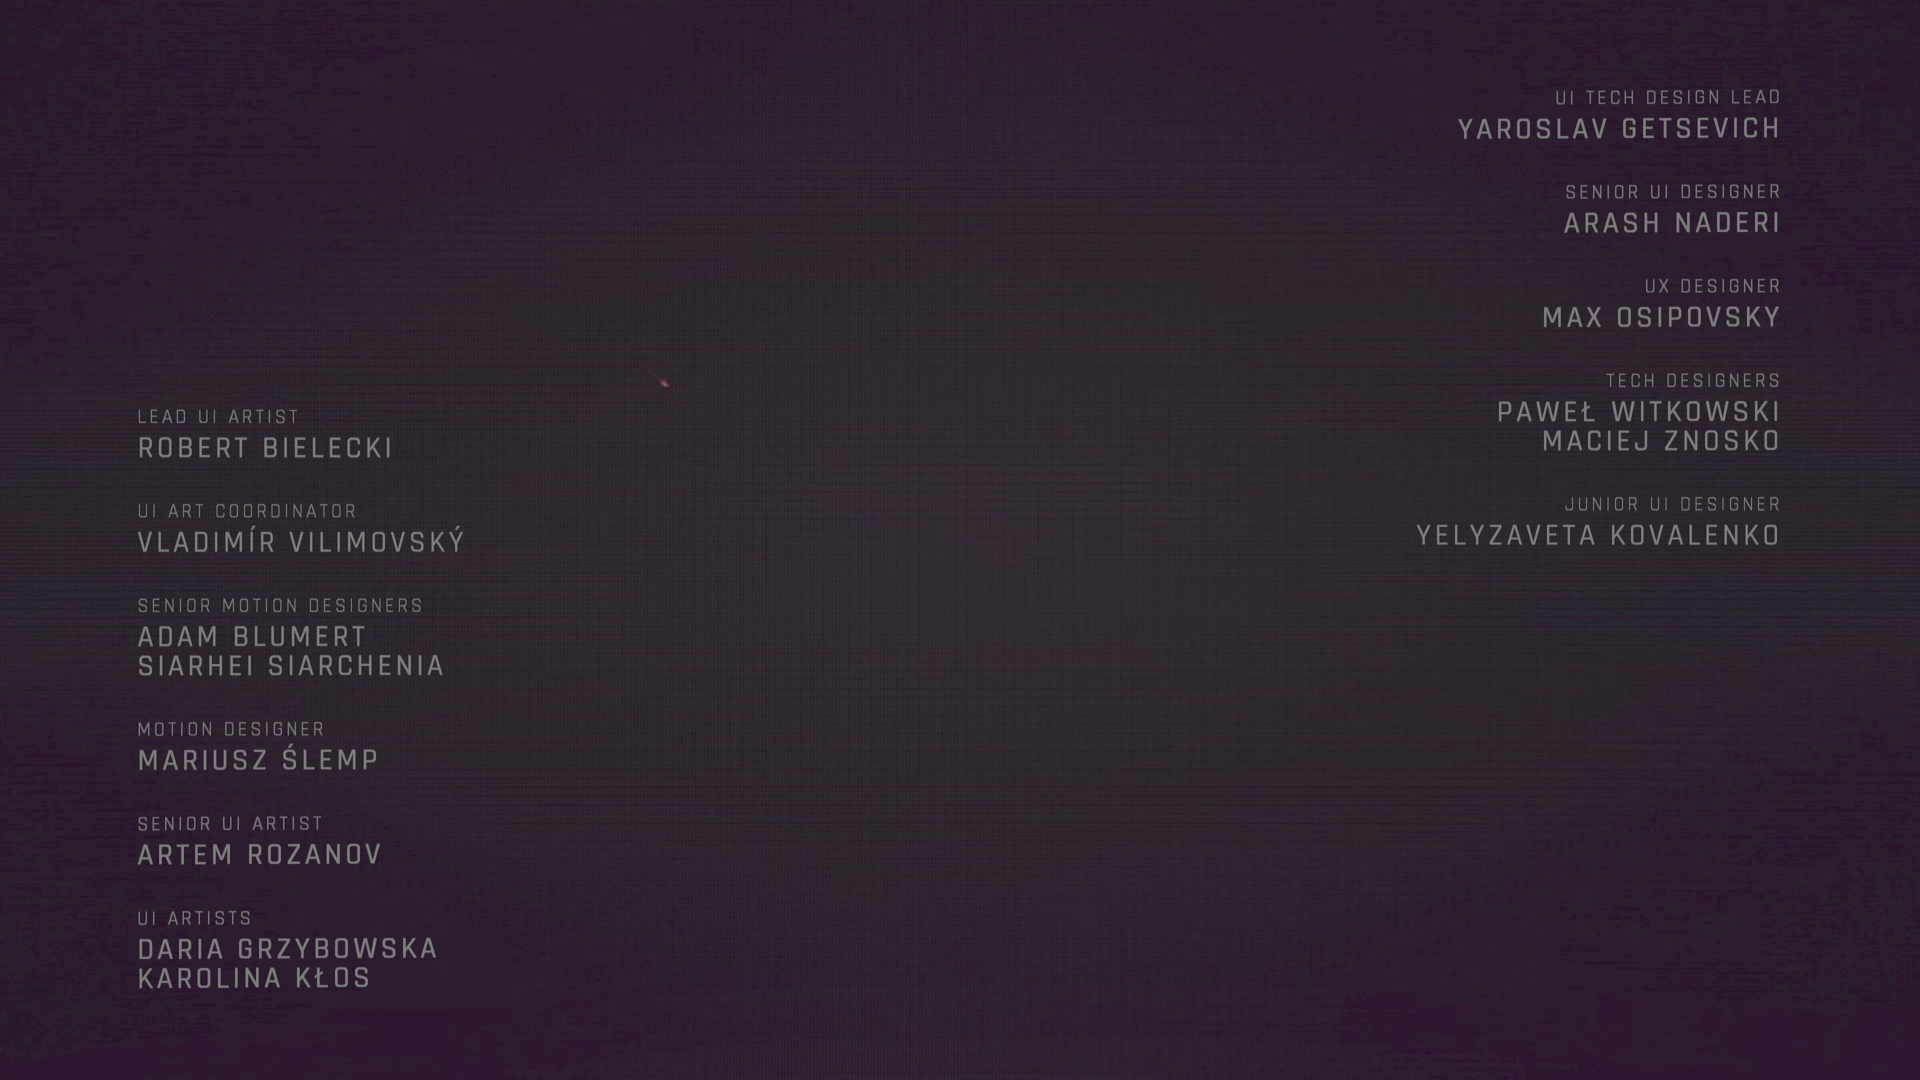 LEAD UI ARTIST
ROBERT BIELECKI
UI ART COORDINATOR
VLADIMÍR VILIMOVSKÝ
SENIOR MOTION DESIGNERS
ADAM BLUMERT
SIARHEI SIARCHENIA
MOTION DESIGNER
MARIUSZ ŚLEMP
SENIOR UI ARTIST
ARTEM ROZANOV
UI ARTISTS
DARIA GRZYBOWSKA
KAROLINA KŁOS
UI TECH DESIGN LEAD
YAROSLAV GETSEVICH
SENIOR UI DESIGNER
ARASH NADERI
UX DESIGNER
MAX OSIPOVSKY
TECH DESIGNERS
PAWEŁ WITKOWSKI
MACIEJ ZNOSKO
JUNIOR UI DESIGNER
YELYZAVETA KOVALENKO